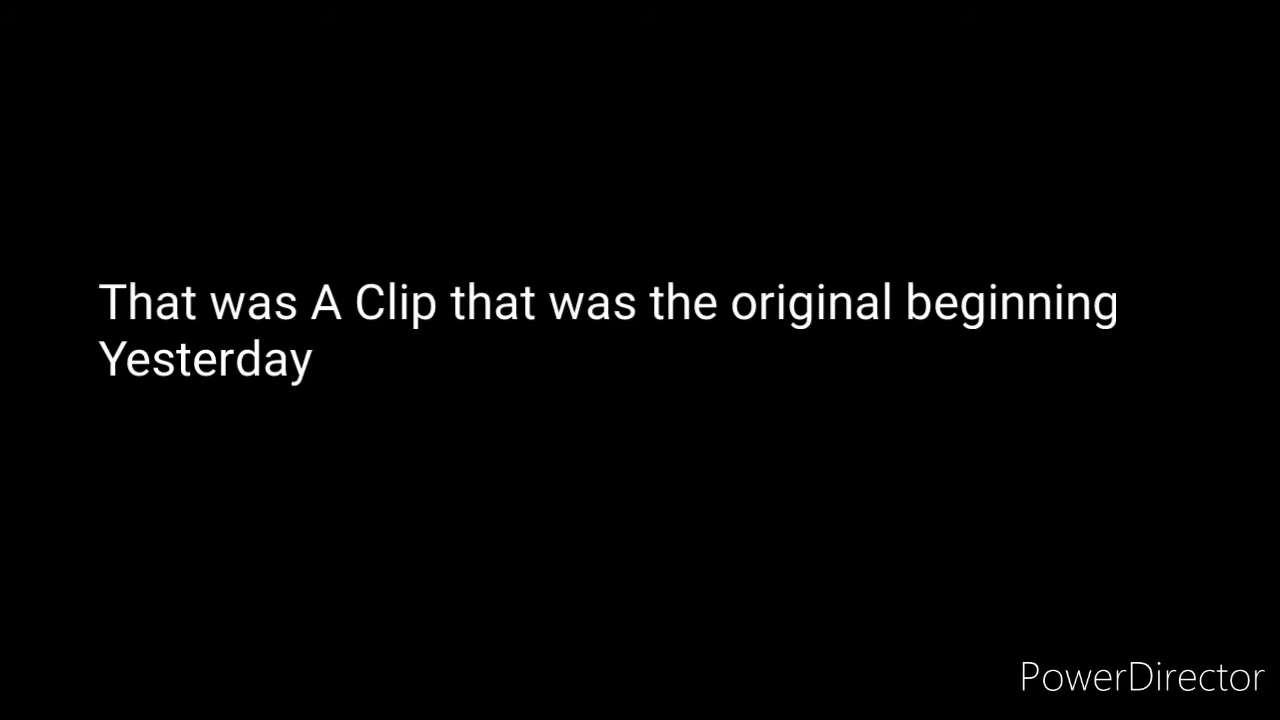 That was A Clip that was the original beginning
Yesterday
PowerDirector